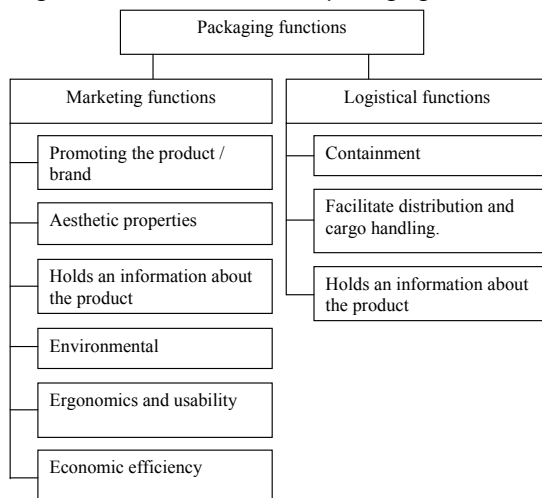 Packaging functions
Marketing functions
Promoting the product /
brand
Aesthetic properties
Holds an information about
the product
Environmental
Ergonomics and usability
Economic efficiency
Logistical functions
Containment
Facilitate distribution and
cargo handling.
Holds an information about
the product